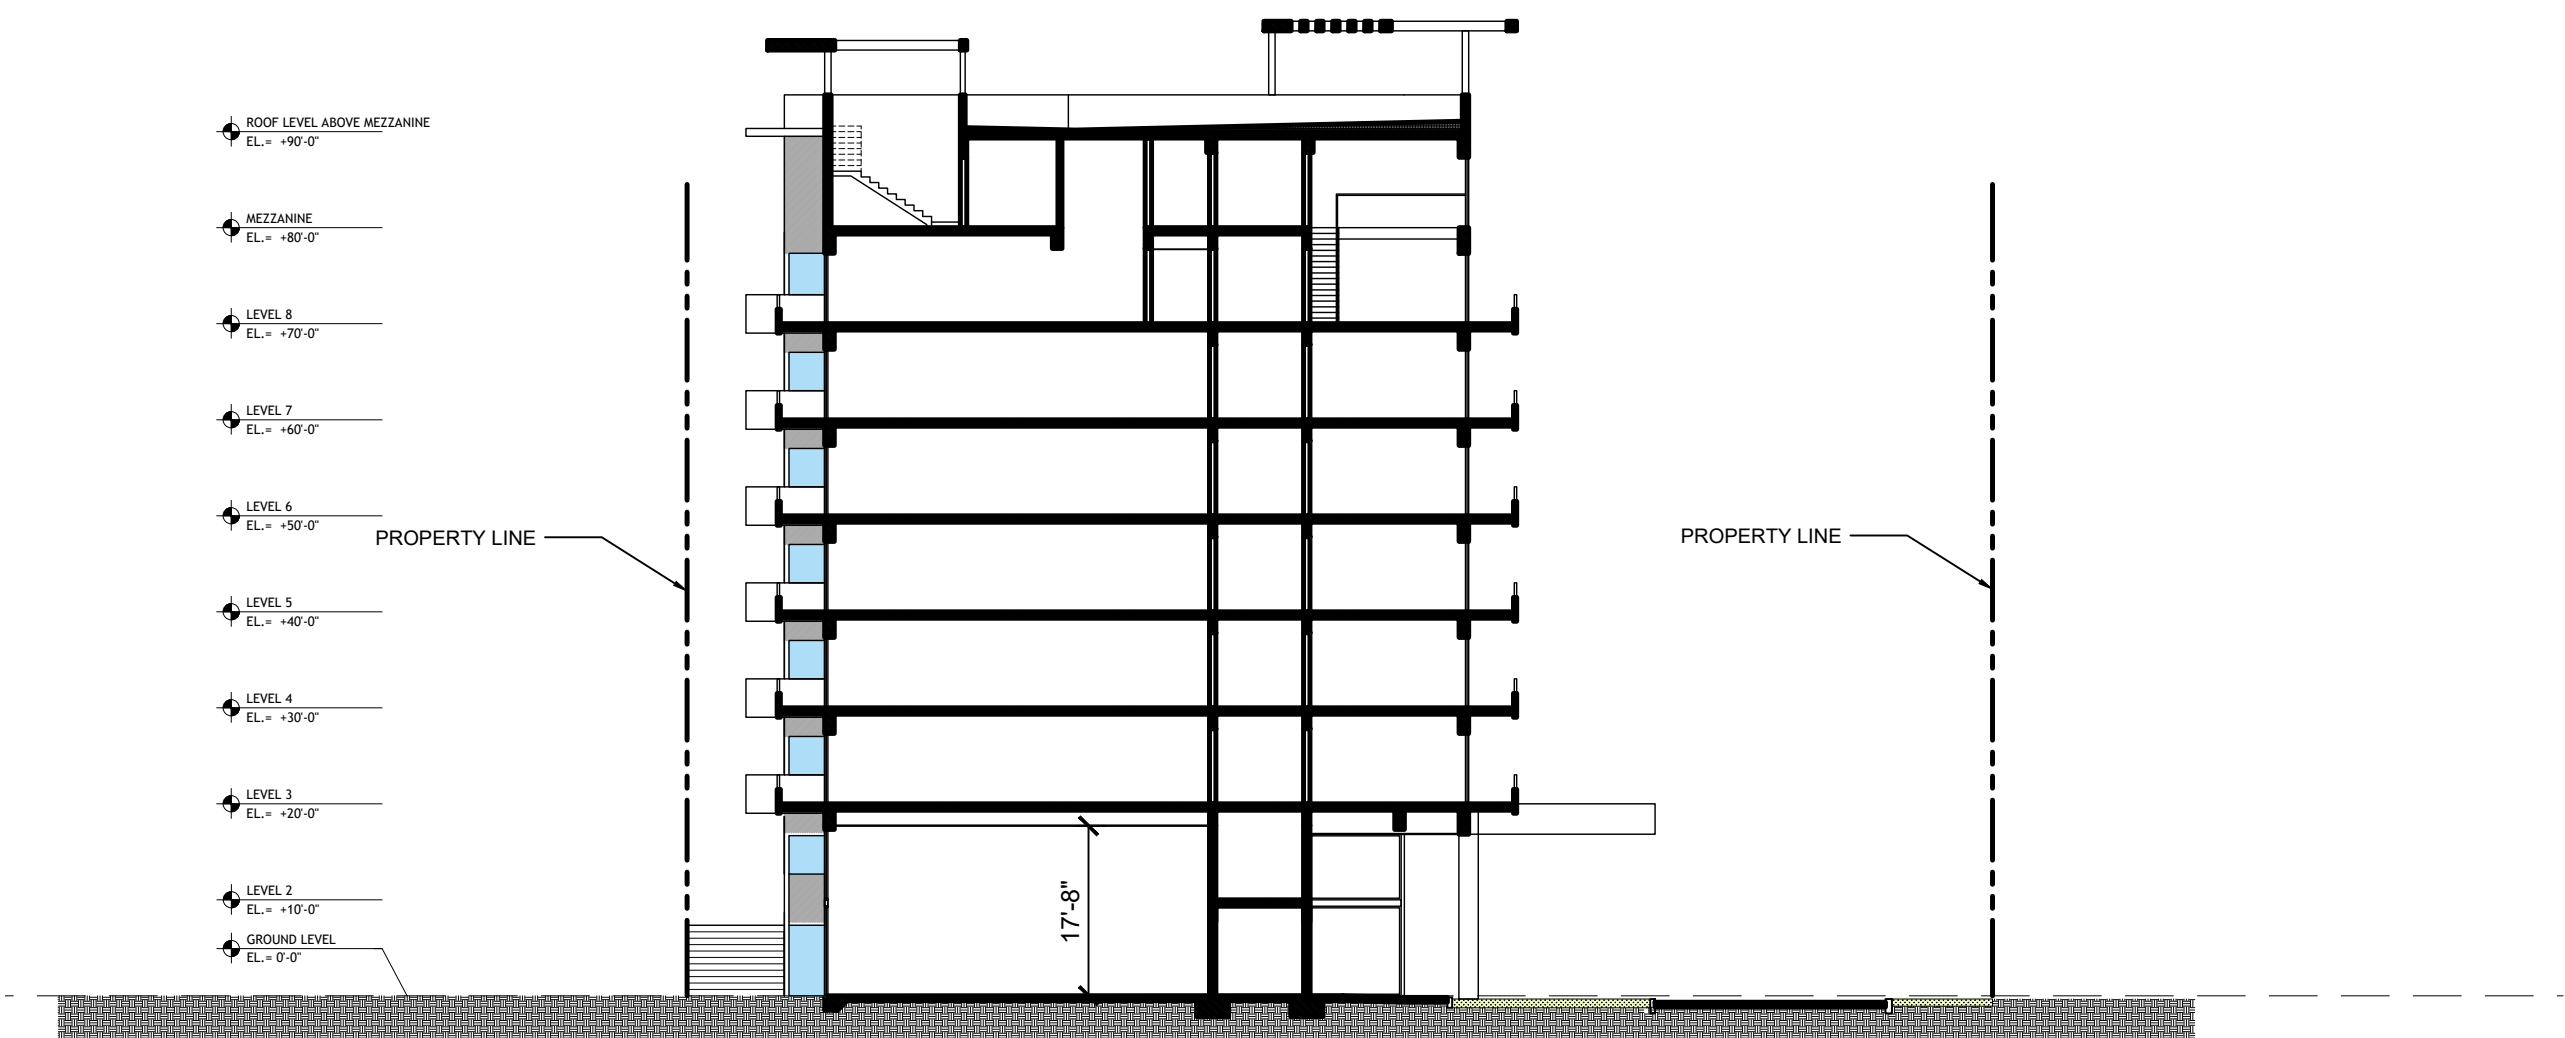 ROOF LEVEL ABOVE MEZZANINE
EL.= +90'-0"
MEZZANINE
EL.= +80'-0"
LEVEL 8
EL.= +70'-0"
LEVEL 7
EL.= +60'-0"
LEVEL 6
EL.= +50'-0"
PROPERTY LINE
PROPERTY LINE
LEVEL 5
EL.= +40'-0"
LEVEL 4
EL.= +30'-0"
LEVEL 3
EL.= +20'-0"
LEVEL 2
EL.= +10'-0"
17'-8"
GROUND LEVEL
EL.= 0'-0"